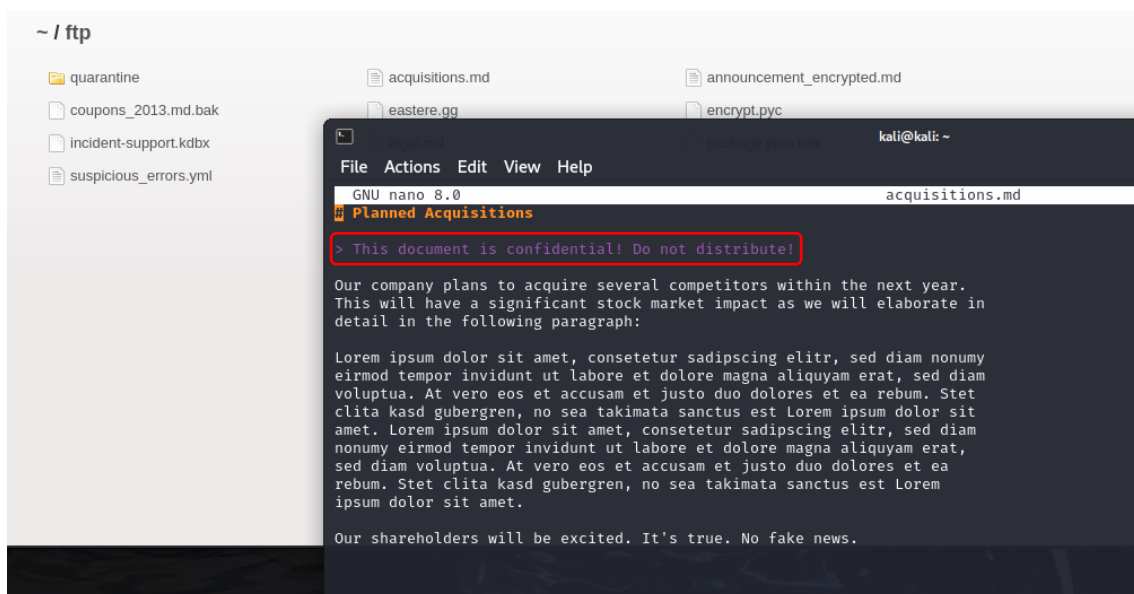 ~ / ftp
quarantine
acquisitions.md
announcement_encrypted.md
coupons_2013.md.bak
eastere.gg
encrypt.pyc
incident-support.kdbx
legal.md
package.json.bak
suspicious_errors.yml
kali@kali: ~
File Actions Edit View Help
GNU nano 8.0 acquisitions.md
# Planned Acquisitions
> This document is confidential! Do not distribute!
Our company plans to acquire several competitors within the next year.
This will have a significant stock market impact as we will elaborate in
detail in the following paragraph:
Lorem ipsum dolor sit amet, consetetur sadipscing elitr, sed diam nonumy
eirmod tempor invidunt ut labore et dolore magna aliquyam erat, sed diam
voluptua. At vero eos et accusam et justo duo dolores et ea rebum. Stet
clita kasd gubergren, no sea takimata sanctus est Lorem ipsum dolor sit
amet. Lorem ipsum dolor sit amet, consetetur sadipscing elitr, sed diam
nonumy eirmod tempor invidunt ut labore et dolore magna aliquyam erat,
sed diam voluptua. At vero eos et accusam et justo duo dolores et ea
rebum. Stet clita kasd gubergren, no sea takimata sanctus est Lorem
ipsum dolor sit amet.
Our shareholders will be excited. It's true. No fake news.